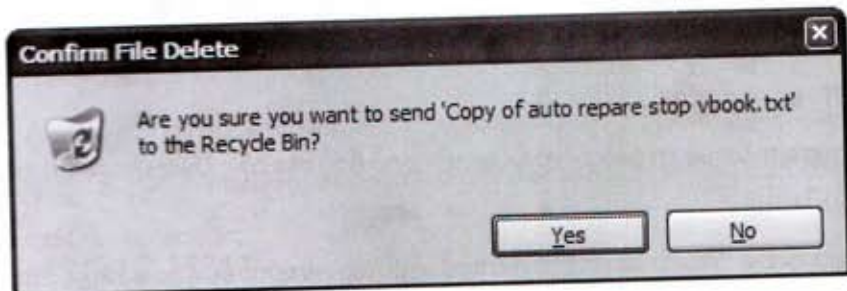 Confirm File Delete
Are you sure you want to send 'Copy of auto repare stop vbook.txt'
to the Recycle Bin?
Yes
No